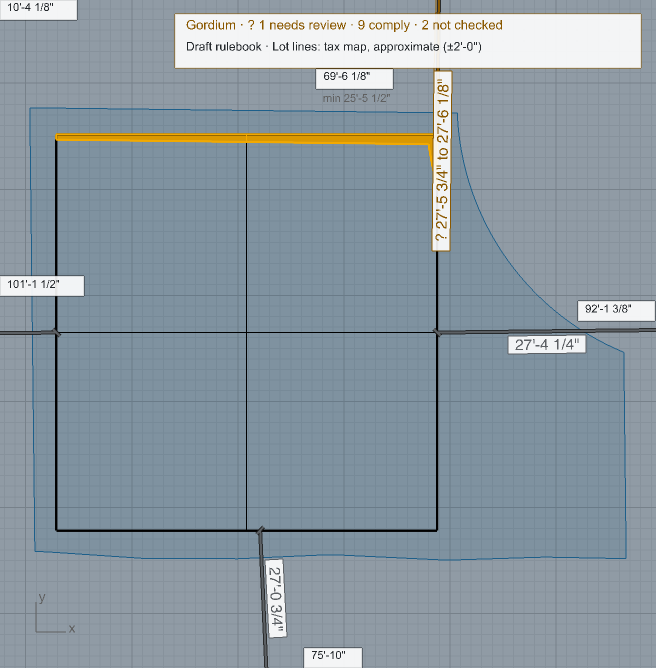 10'-4 1/8"
Gordium · ? 1 needs review · 9 comply · 2 not checked
Draft rulebook · Lot lines: tax map, approximate (±2'-0")
69'-6 1/8"
min 25'-5 1/2"
? 27'-5 3/4" to 27'-6 1/8"
101'-1 1/2"
92'-1 3/8"
27'-4 1/4"
27'-0 3/4"
y
x
75'-10"